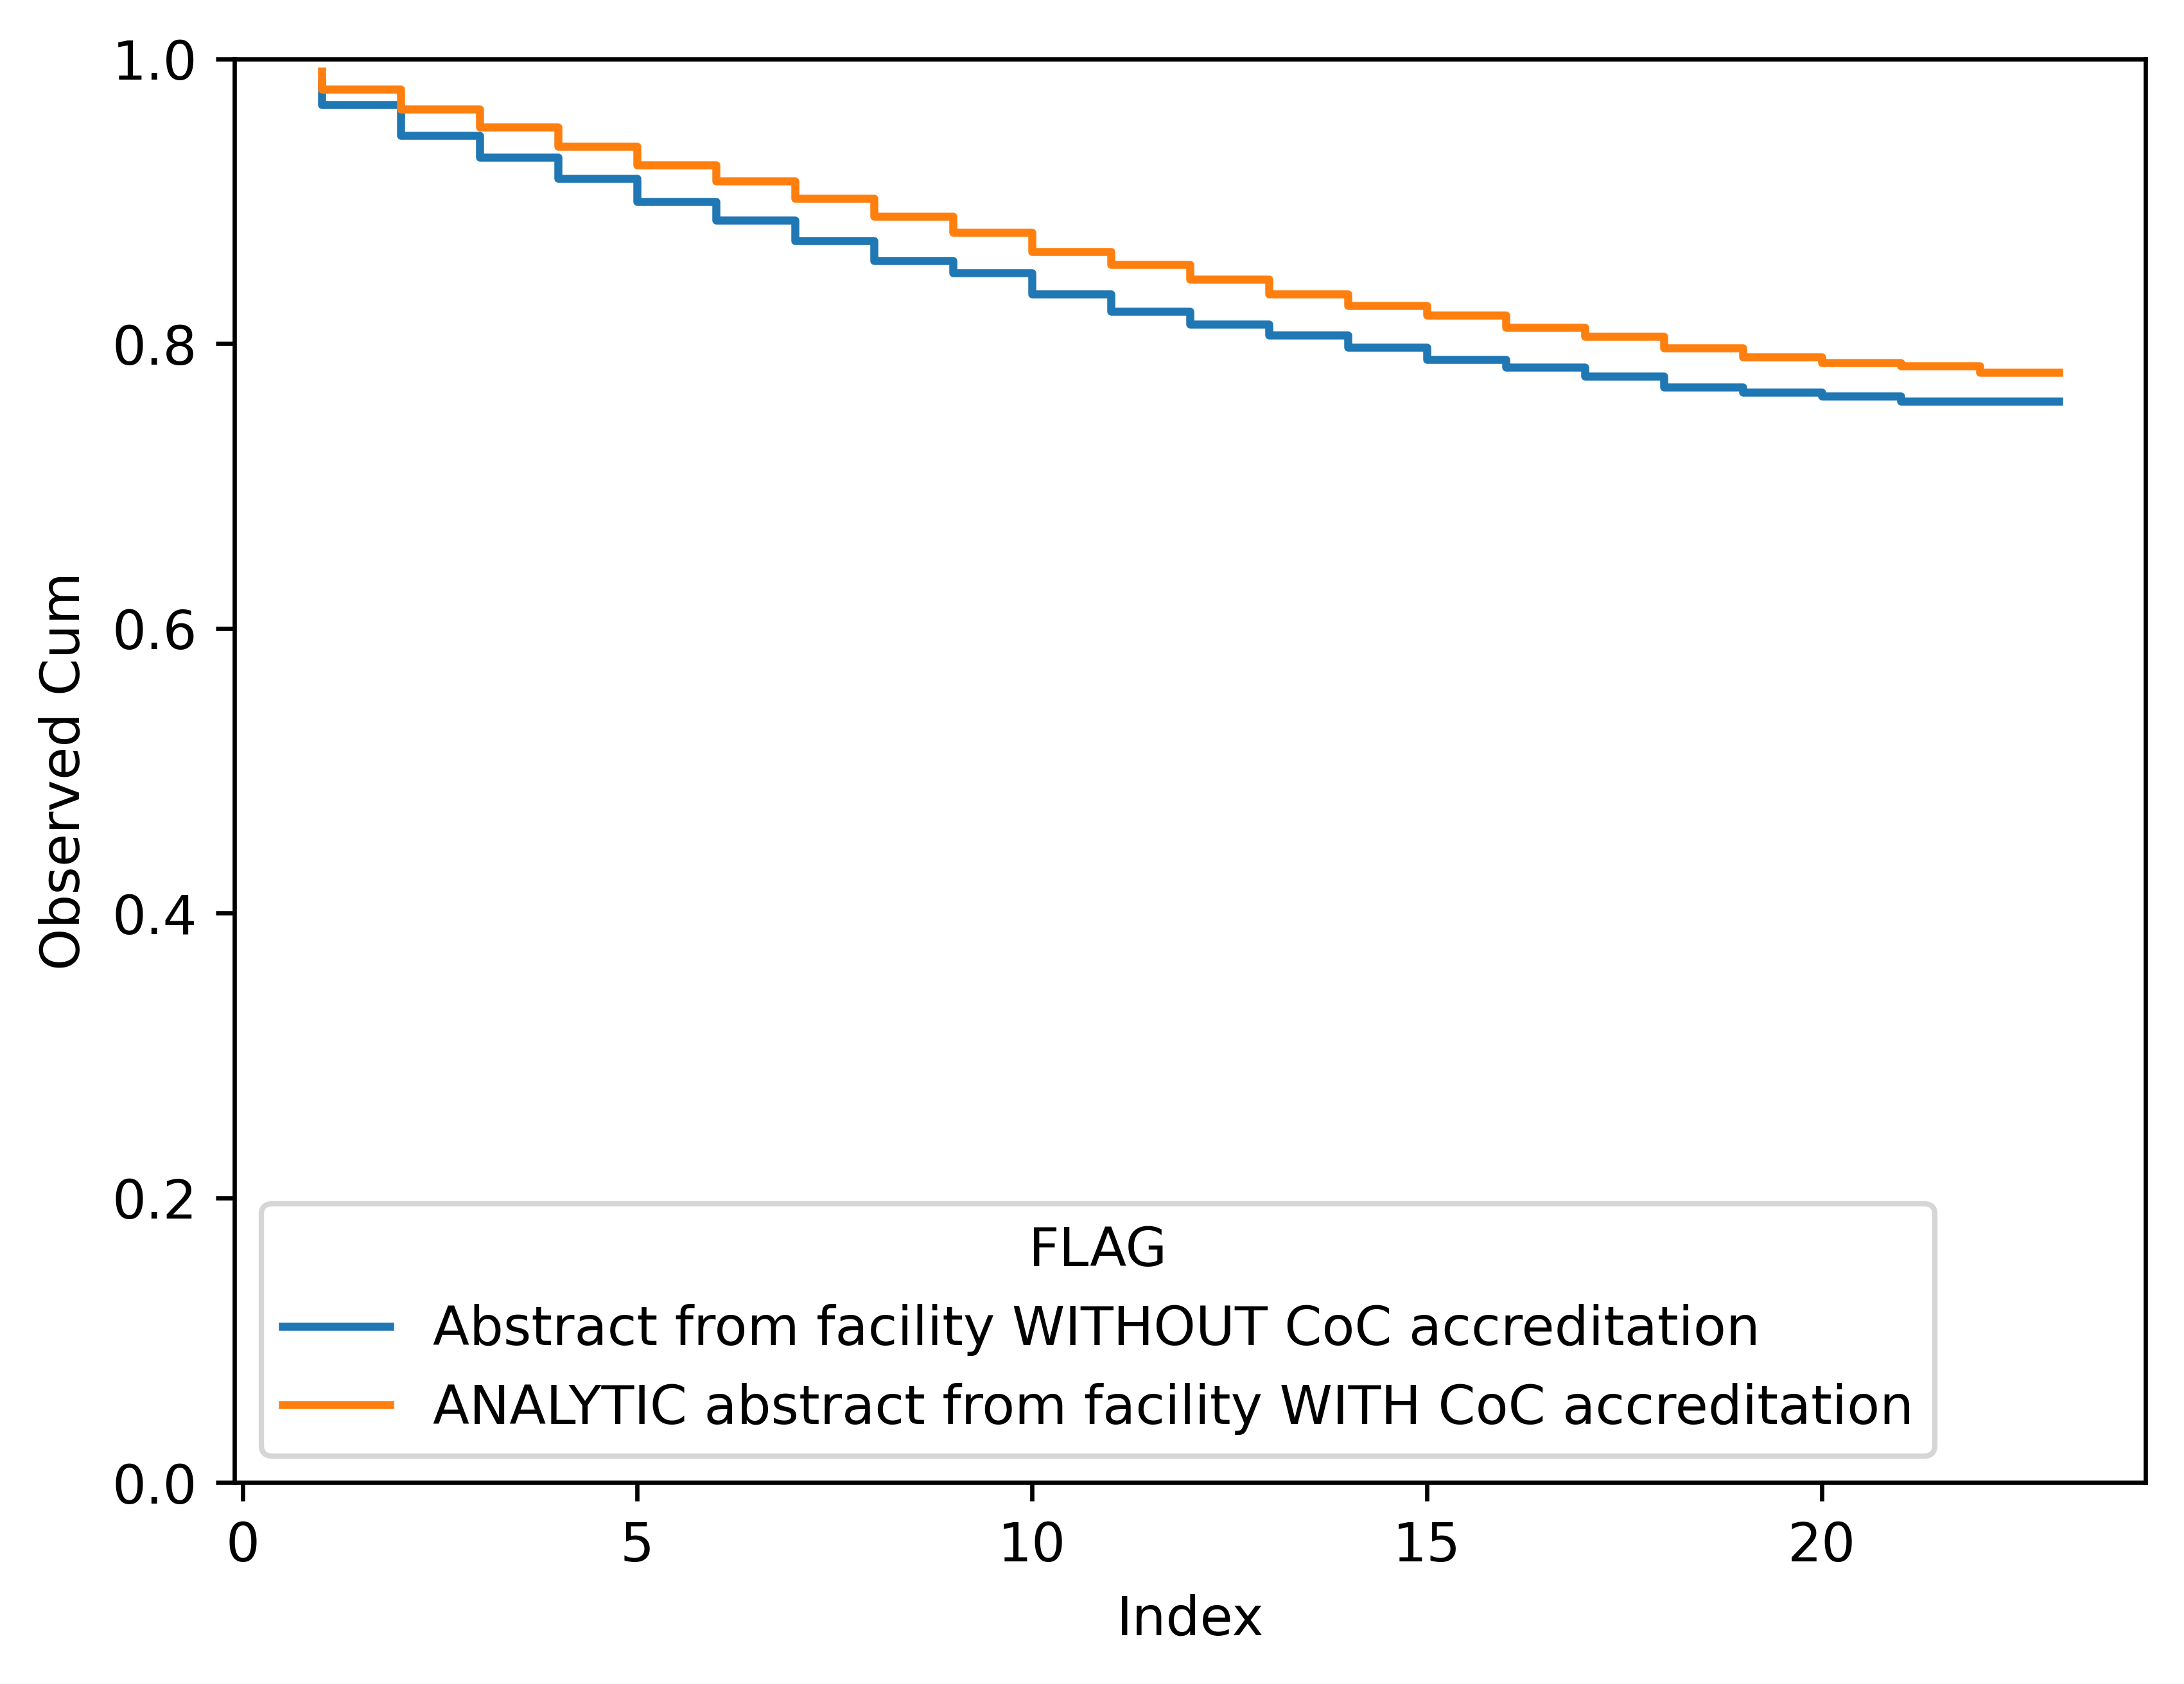 1.0
0.8
0.6
0.4
0.2
0.0
Observed Cum
FLAG
Abstract from facility WITHOUT CoC accreditation
ANALYTIC abstract from facility WITH CoC accreditation
0 5 10 15 20
Index